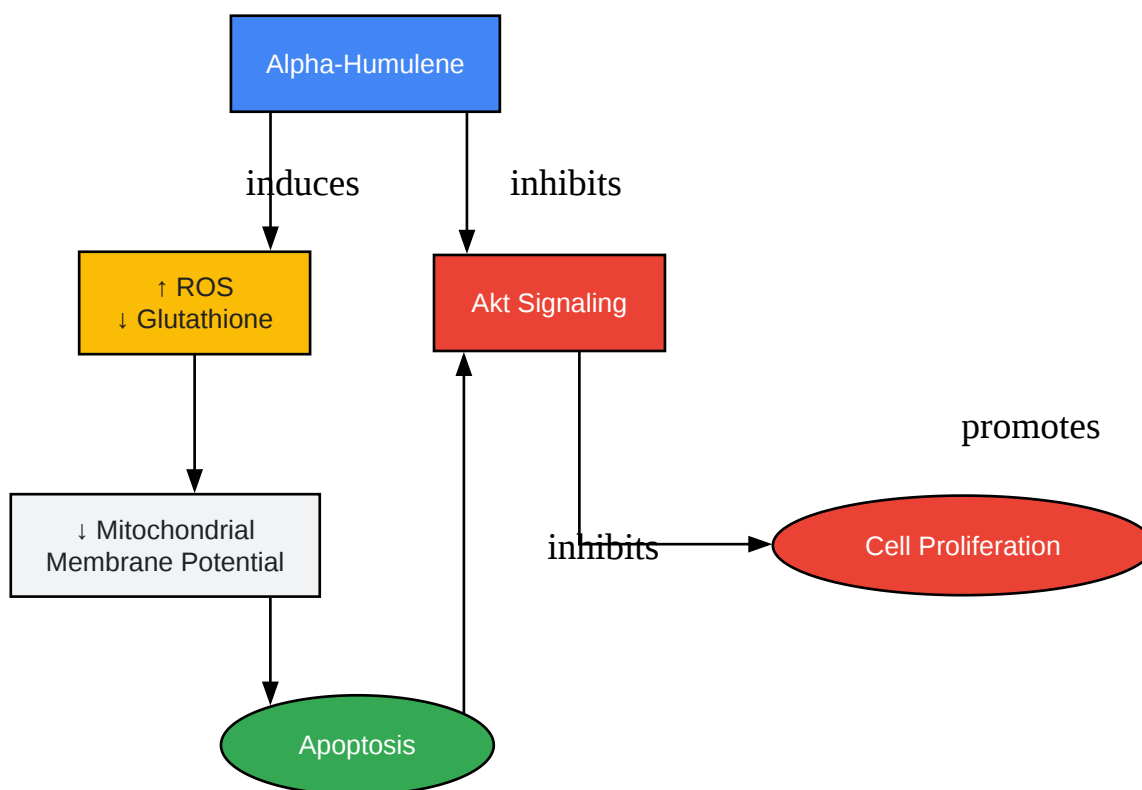 Alpha-Humulene
induces
inhibits
↑ ROS
↓ Glutathione
Akt Signaling
promotes
↓ Mitochondrial
Membrane Potential
inhibits
Cell Proliferation
Apoptosis